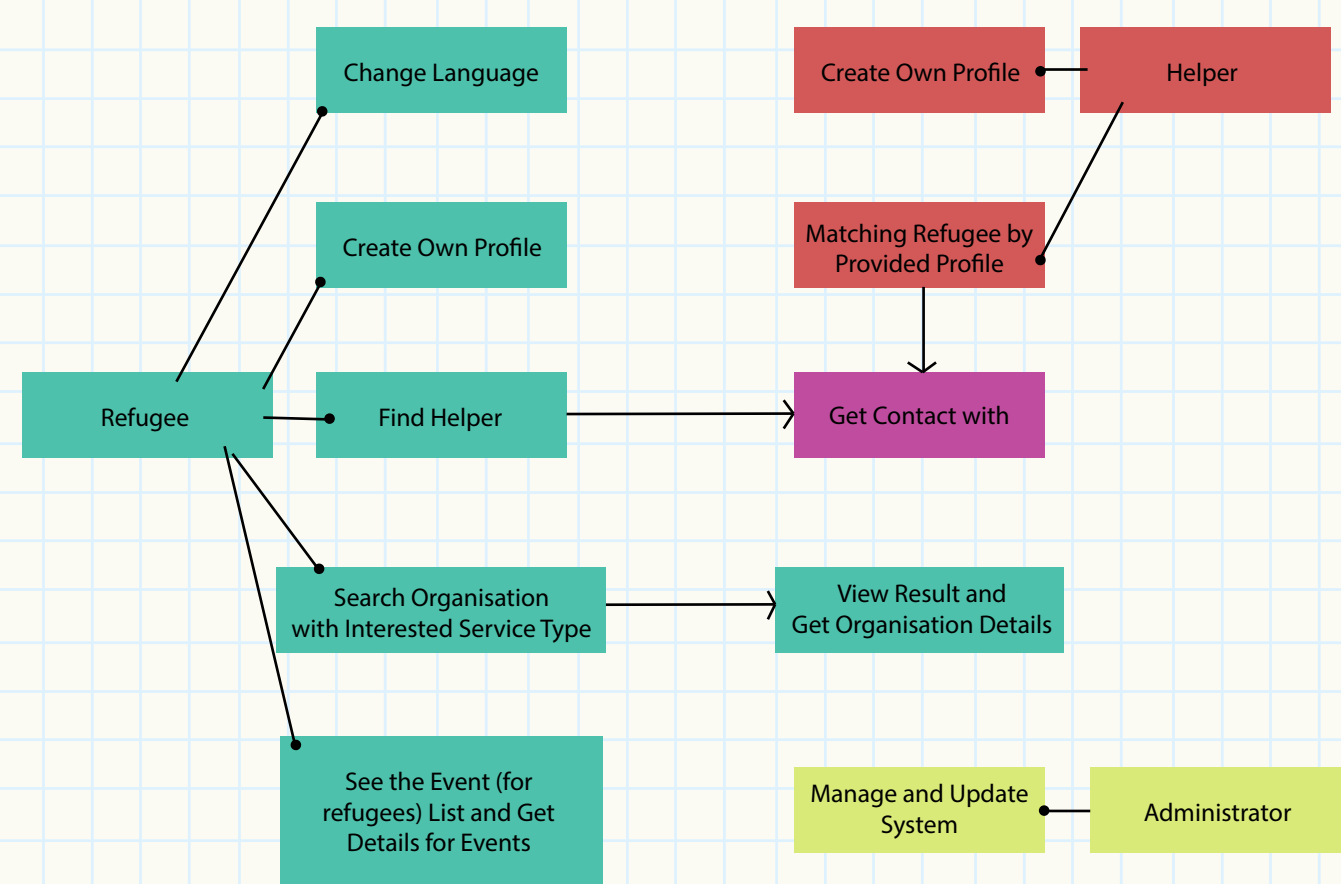 Change Language
Create Own Profile
Helper
Create Own Profile
Matching Refugee by
Provided Profile
Refugee
Find Helper
Get Contact with
Search Organisation
with Interested Service Type
View Result and
Get Organisation Details
See the Event (for
refugees) List and Get
Details for Events
Manage and Update
System
Administrator